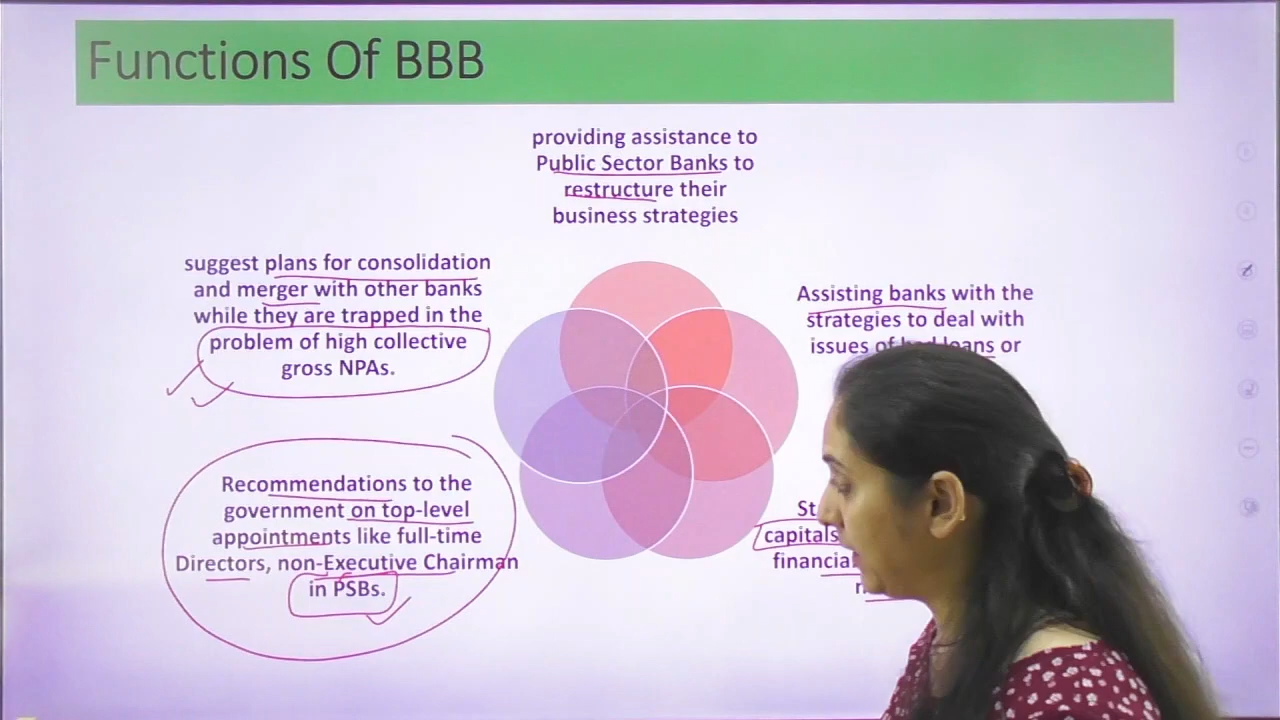 Functions Of BBB
providing assistance to
Public Sector Banks to
restructure their
business strategies
suggest plans for consolidation
and merger with other banks
while they are trapped in the
problem of high collective
gross NPAs.
Assisting banks with the
strategies to deal with
issues of bad loans or
Recommendations to the
government on top-level
appointments like full-time
Directors, non-Executive Chairman
in PSBs.
capitals